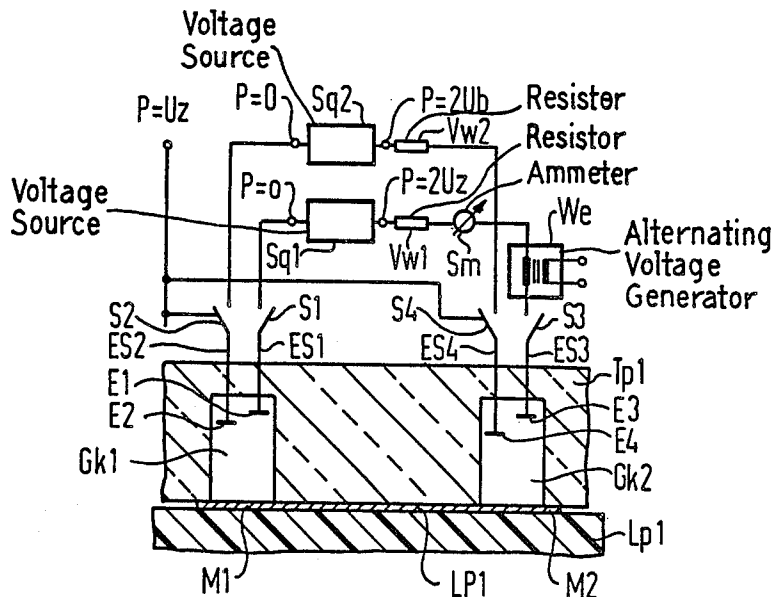 Voltage
Source
P=Uz
P=0
Sq2
P=2Ub
Resistor
Vw2
Resistor
Ammeter
Voltage
Source
P=o
P=2Uz
We
Sq1
Vw1
Sm
Alternating
Voltage
Generator
S2
S1
S4
S3
ES2
ES1
ES4
ES3
E1
Tp1
E2
E3
E4
Gk1
Gk2
Lp1
M1
LP1
M2